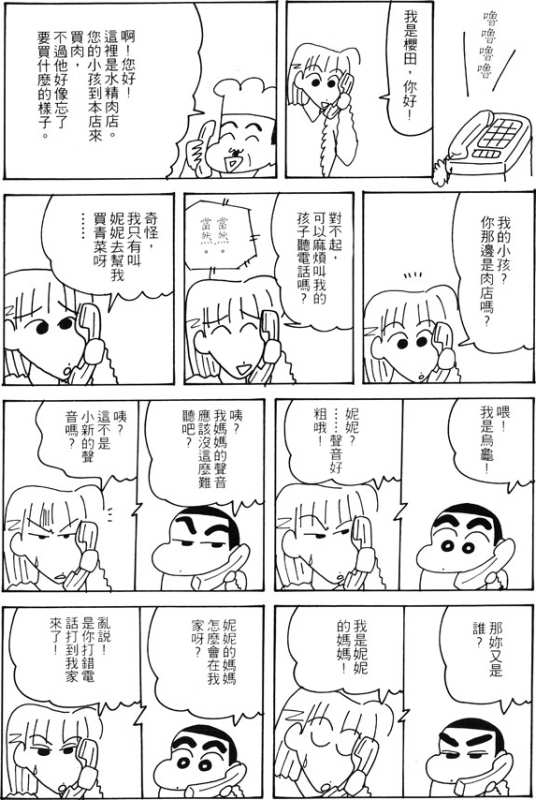 嚕
嚕
嚕
嚕
我是櫻田，你好！
啊！您好！
這裡是水精肉店。
您的小孩到本店來
買肉，
不過他好像忘了
要買什麼的樣子。
我的小孩？
你那邊是肉店嗎？
對不起，
可以麻煩叫我的
孩子聽電話嗎？
當然
當然
。。
奇怪，
我只有叫
妮妮去幫我
買青菜呀
……
喂！
我是烏龜！
妮妮？
……聲音好
粗哦！
咦？
我媽媽的聲音
應該沒這麼難
聽吧？
咦？
這不是
小新的聲
音嗎？
那妳又是
誰？
我是妮妮
的媽媽！
妮妮的媽媽
怎麼會在我
家呀？
亂說！
是你打錯電
話打到我家
來了！